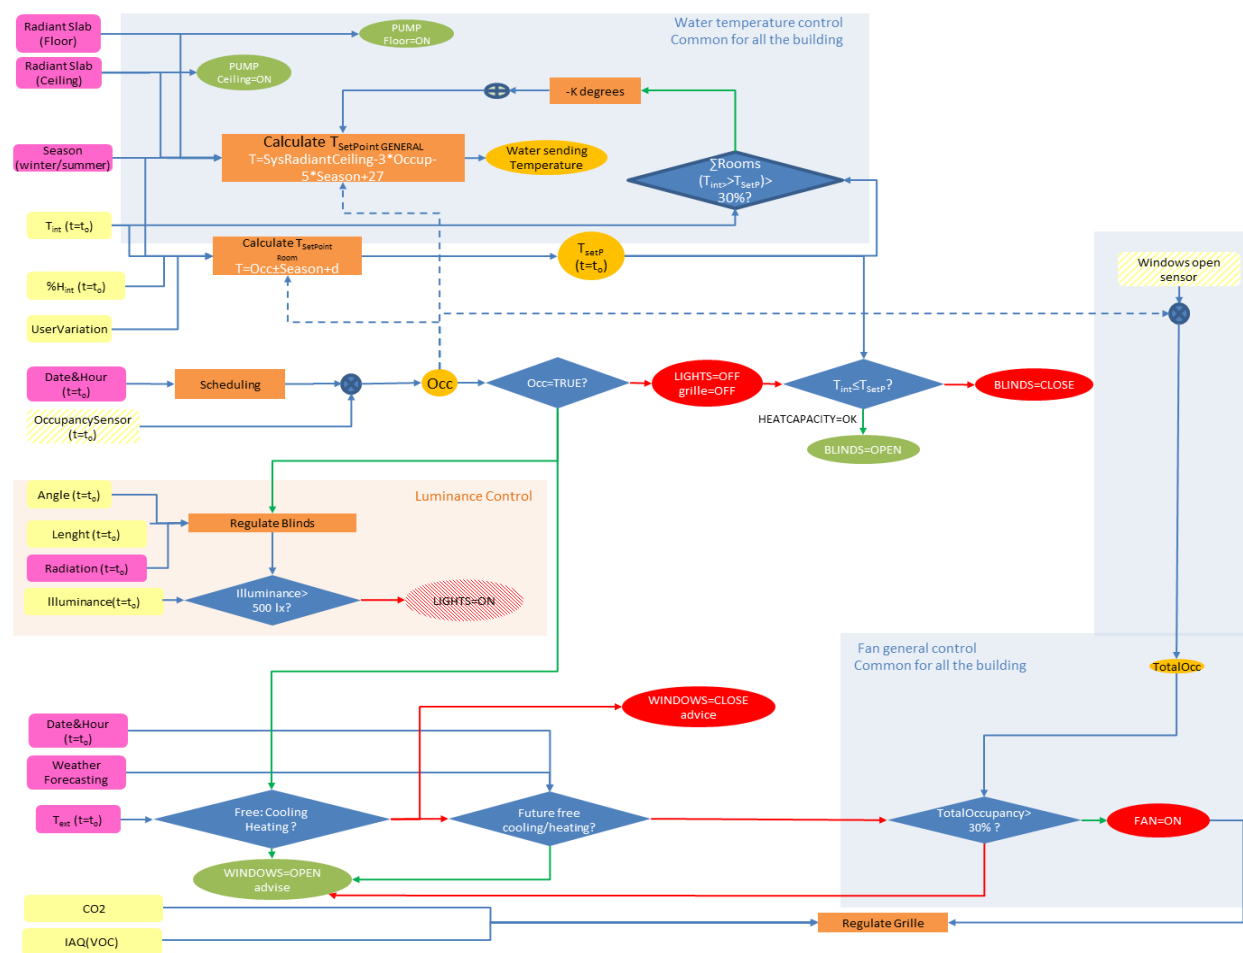 Radiant Slab
(Floor)
PUMP
Floor=ON
Water temperature control
Common for all the building
Radiant Slab
(Ceiling)
PUMP
Ceiling=ON
-K degrees
Season
(winter/summer)
Calculate TSetPoint GENERAL
T=SysRadiantCeiling-3*Occup-
5*Season+27
Water sending
Temperature
∑Rooms
(Tint>>TSetP)>
30%?
Tint (t=to)
Calculate TSetPoint
Room
T=Occ±Season+d
TsetP
(t=to)
Windows open
sensor
%Hint (t=to)
UserVariation
Date&Hour
(t=to)
Scheduling
Occ
Occ=TRUE?
LIGHTS=OFF
grille=OFF
Tint≤TSetP?
BLINDS=CLOSE
HEATCAPACITY=OK
OccupancySensor
(t=to)
BLINDS=OPEN
Luminance Control
Angle (t=to)
Regulate Blinds
Lenght (t=to)
Radiation (t=to)
Illuminance(t=to)
Illuminance>
500 lx?
LIGHTS=ON
Fan general control
Common for all the building
TotalOcc
WINDOWS=CLOSE
advice
Date&Hour
(t=to)
Weather
Forecasting
Text (t=to)
Free: Cooling
Heating ?
Future free
cooling/heating?
TotalOccupancy>
30% ?
FAN=ON
WINDOWS=OPEN
advise
CO2
Regulate Grille
IAQ(VOC)